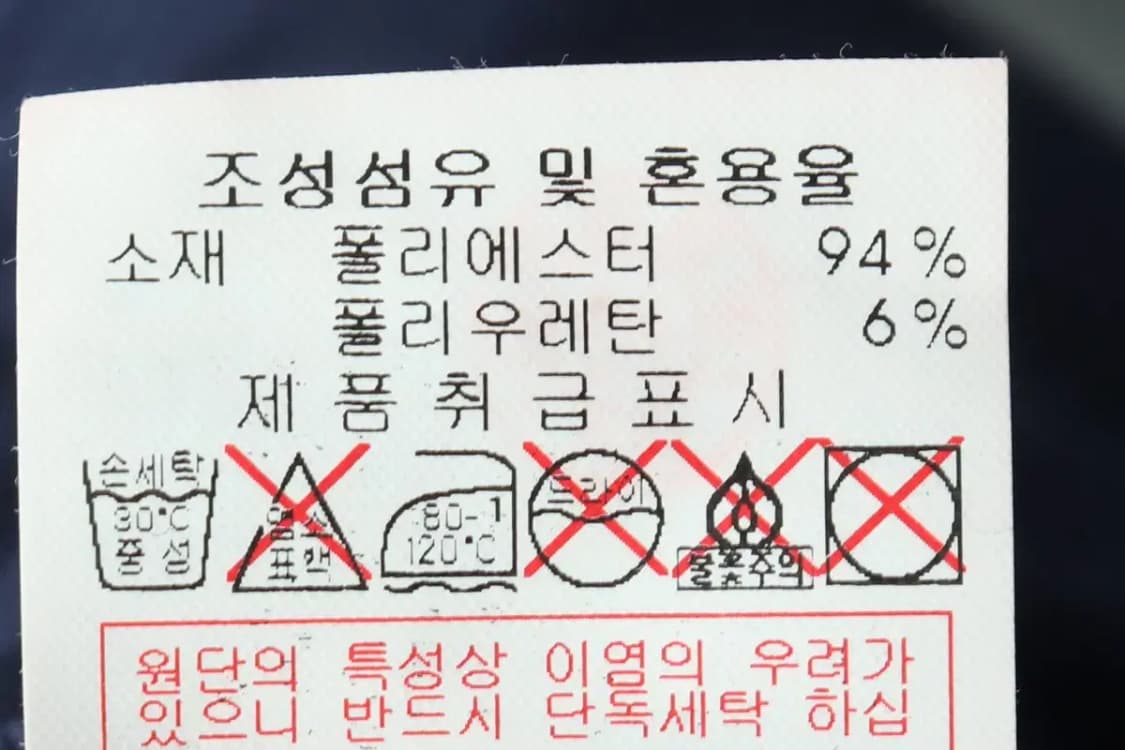 조성섬유 및 혼용율
소재 폴리에스터 94%
폴리우레탄 6%
제품취급표시
손세탁
30°C
중성
염소
표백
80-1
120°C
드라이
불꽃주의
원단의 특성상 이염의 우려가
있으니 반드시 단독세탁 하십